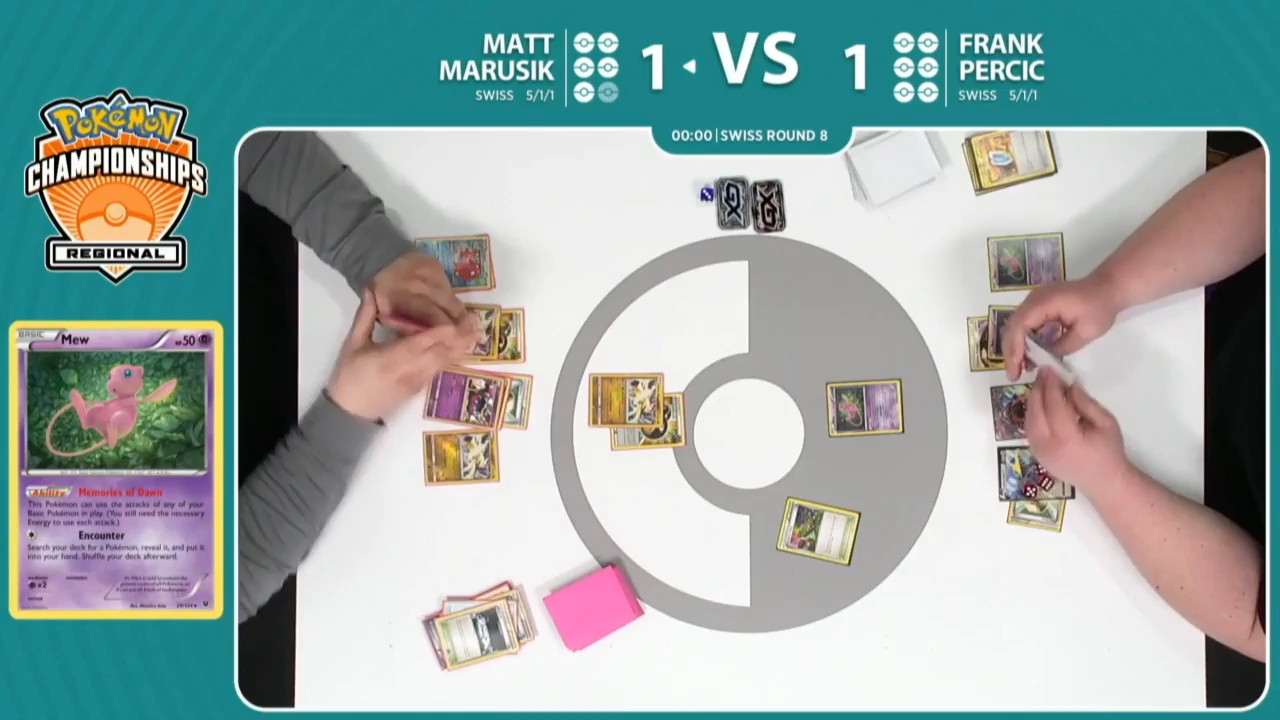 MATT
MARUSIK
SWISS 5/1/1
1
VS
1
FRANK
PERCIC
SWISS 5/1/1
00:00 | SWISS ROUND 8
Pokémon
CHAMPIONSHIPS
REGIONAL
GX
GX
BASIC
Mew
HP50
Ability Memories of Dawn
This Pokémon can use the attacks of any of your
Basic Pokémon in play. (You still need the necessary
Energy to use each attack.)
Encounter
Search your deck for a Pokémon, reveal it, and put it
into your hand. Shuffle your deck afterward.
x2